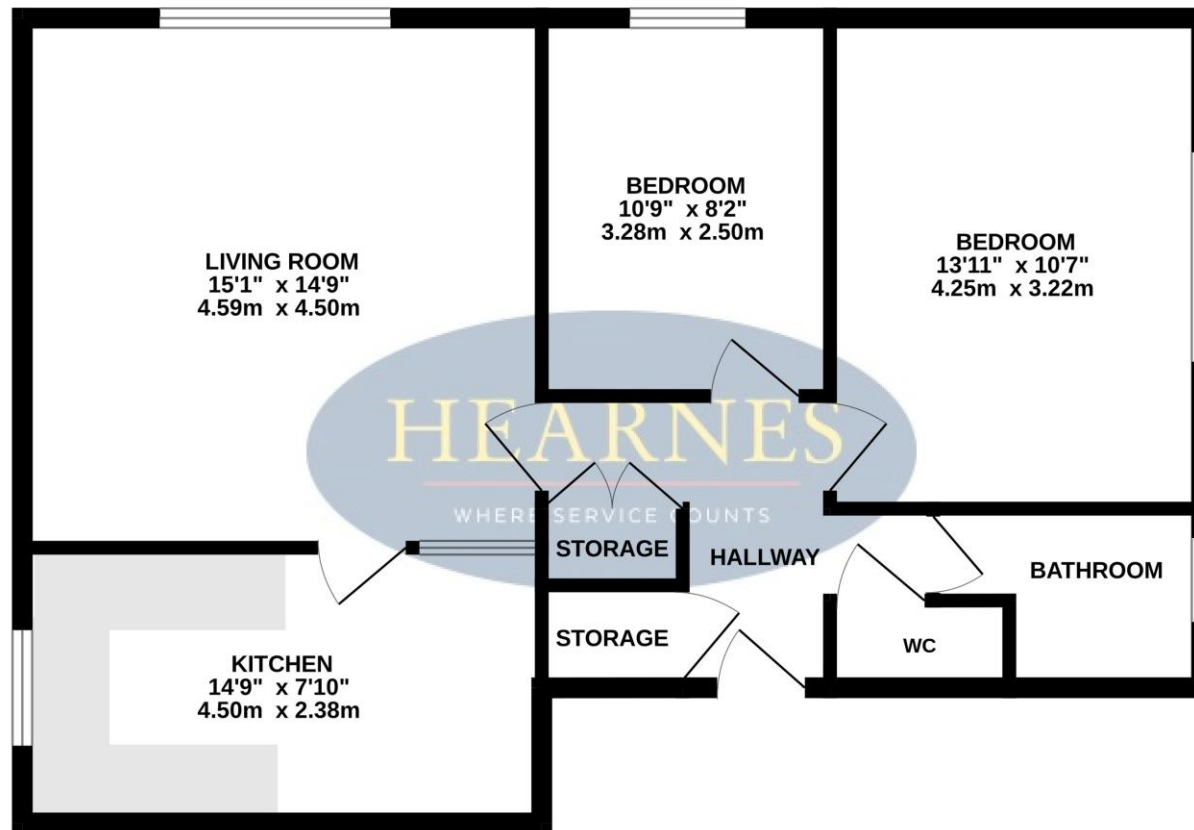 LIVING ROOM
15'1" x 14'9"
4.59m x 4.50m
BEDROOM
10'9" x 8'2"
3.28m x 2.50m
BEDROOM
13'11" x 10'7"
4.25m x 3.22m
HEARNES
WHERE SERVICE COUNTS
STORAGE
HALLWAY
BATHROOM
STORAGE
WC
KITCHEN
14'9" x 7'10"
4.50m x 2.38m